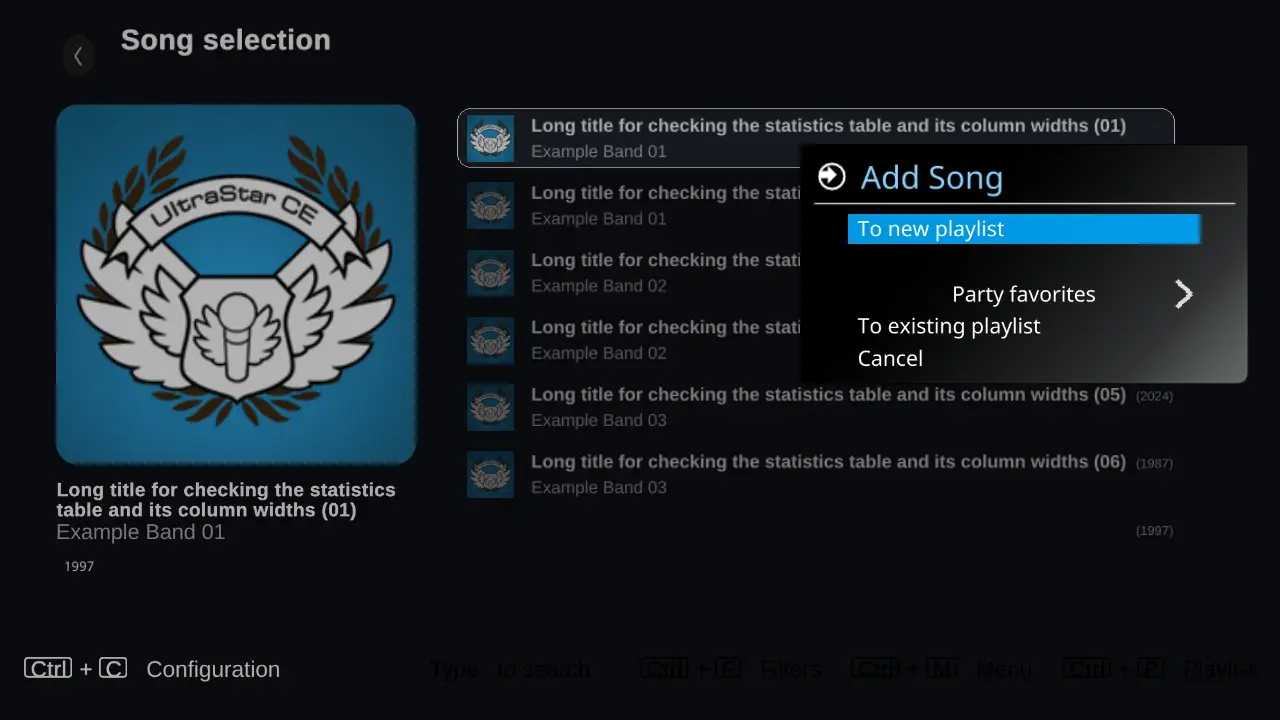 Song selection
UltraStar CE
Long title for checking the statistics
table and its column widths (01)
Example Band 01
1997
Long title for checking the statistics table and its column widths (01)
Example Band 01
Long title for checking the stati
Example Band 01
Long title for checking the stati
Example Band 02
Long title for checking the stati
Example Band 02
Long title for checking the statistics table and its column widths (05) (2024)
Example Band 03
Long title for checking the statistics table and its column widths (06) (1987)
Example Band 03
(1997)
Add Song
To new playlist
Party favorites
To existing playlist
Cancel
Ctrl + C Configuration
Type to search
Ctrl + F Filters
Ctrl + M Menu
Ctrl + P Playlist